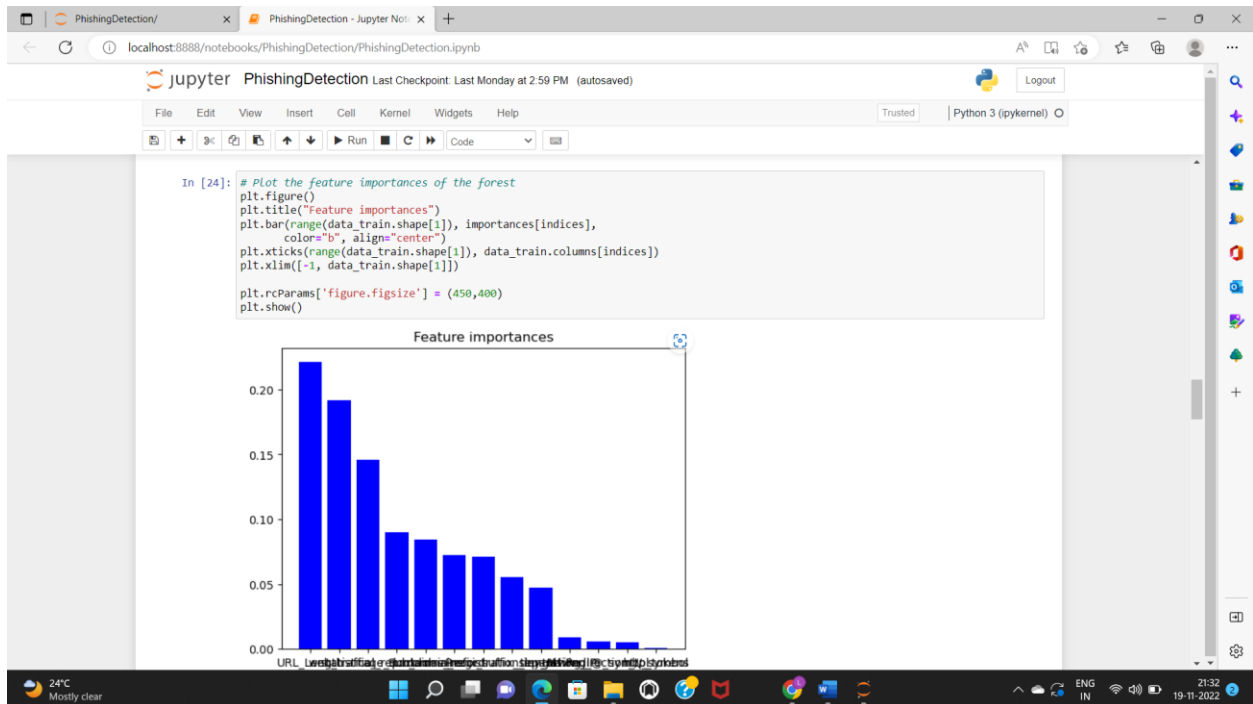 PhishingDetection/
PhishingDetection - Jupyter Not
localhost:8888/notebooks/PhishingDetection/PhishingDetection.ipynb
jupyter PhishingDetection Last Checkpoint: Last Monday at 2:59 PM (autosaved)
Logout
File Edit View Insert Cell Kernel Widgets Help
Trusted
Python 3 (ipykernel)
Run
Code
In [24]: # Plot the feature importances of the forest
plt.figure()
plt.title("Feature importances")
plt.bar(range(data_train.shape[1]), importances[indices],
color="b", align="center")
plt.xticks(range(data_train.shape[1]), data_train.columns[indices])
plt.xlim([-1, data_train.shape[1]])
plt.rcParams['figure.figsize'] = (450,400)
plt.show()
Feature importances
0.20
0.15
0.10
0.05
0.00
24°C
Mostly clear
ENG
IN
21:32
19-11-2022
2